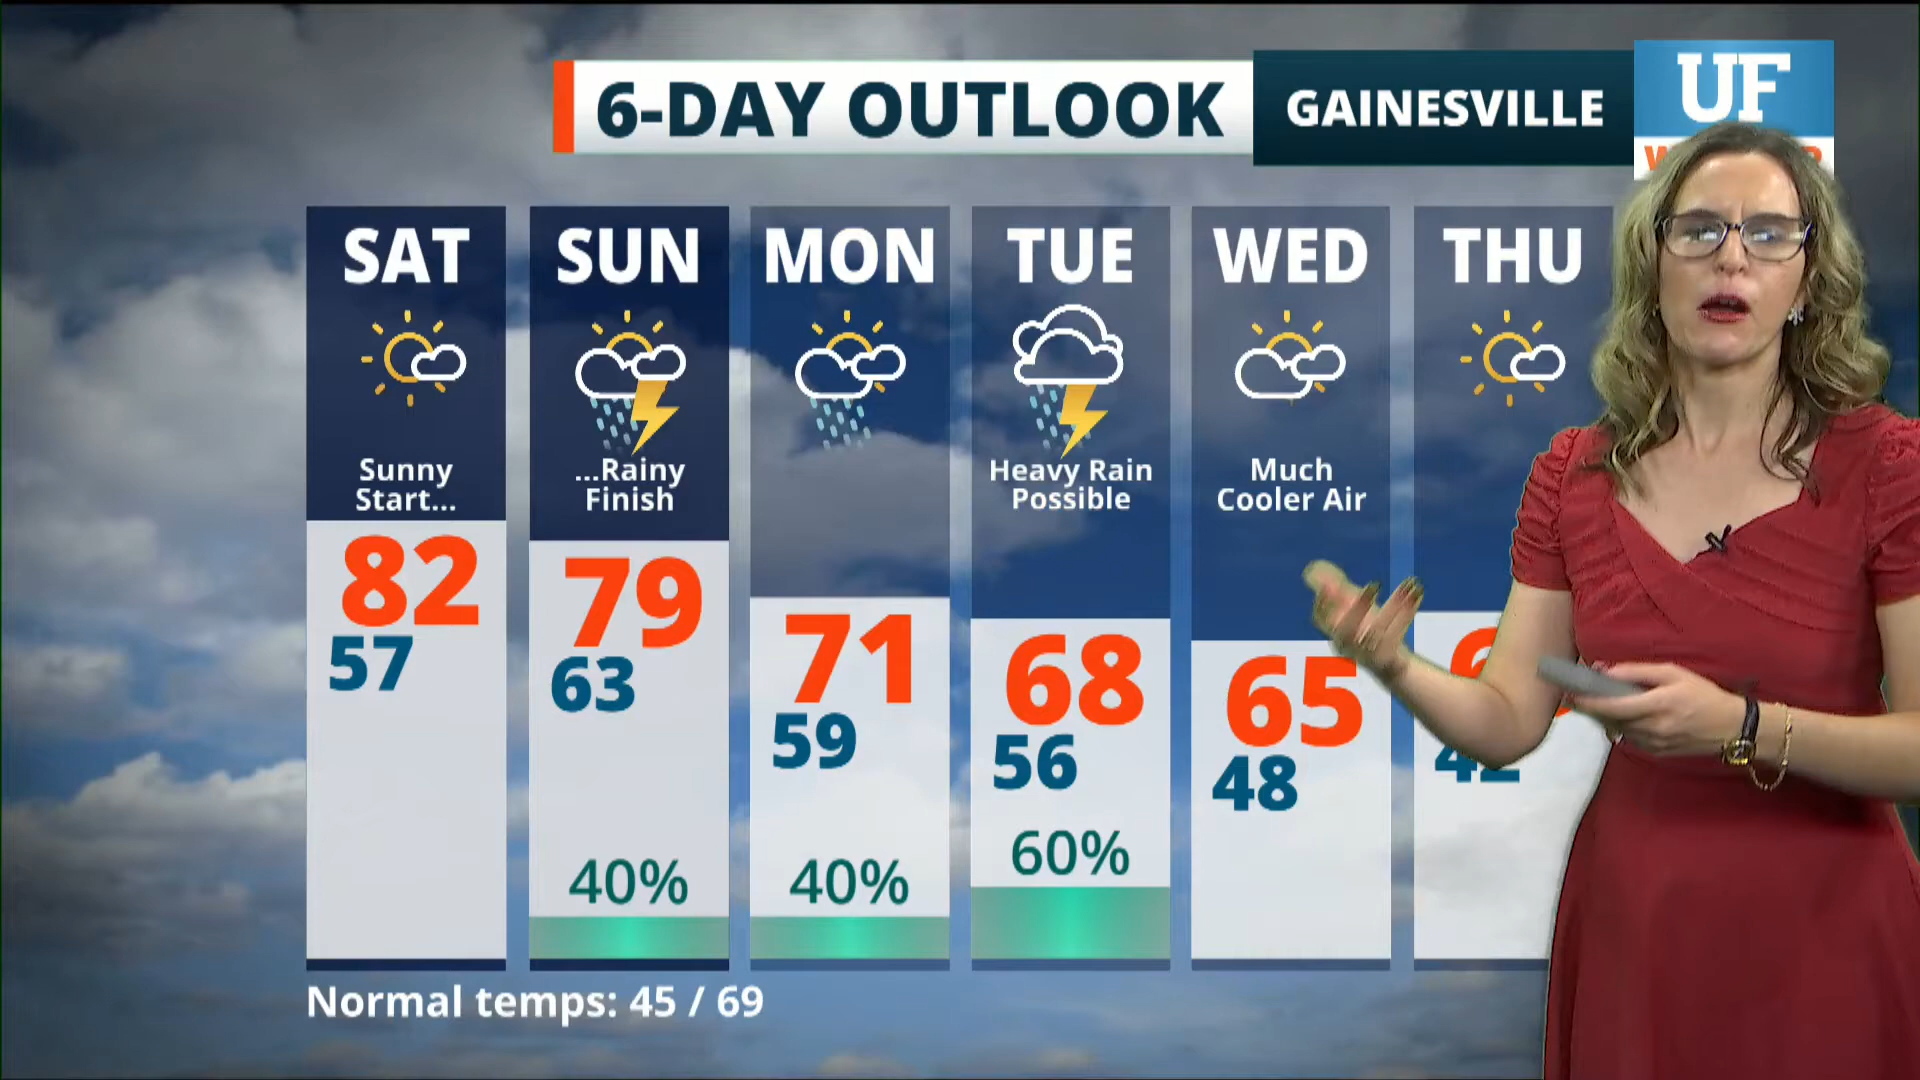 6-DAY OUTLOOK
GAINESVILLE
UF
SAT
SUN
MON
TUE
WED
THU
Sunny
Start...
...Rainy
Finish
Heavy Rain
Possible
Much
Cooler Air
82
57
79
63
40%
71
59
40%
68
56
60%
65
48
Normal temps: 45 / 69